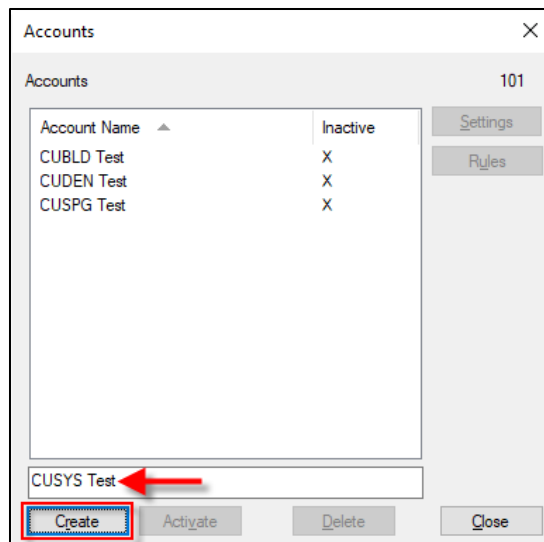 Accounts
Accounts 101
Account Name Inactive
CUBLD Test X
CUDEN Test X
CUSPG Test X
Settings
Rules
CUSYS Test
Create Activate Delete Close